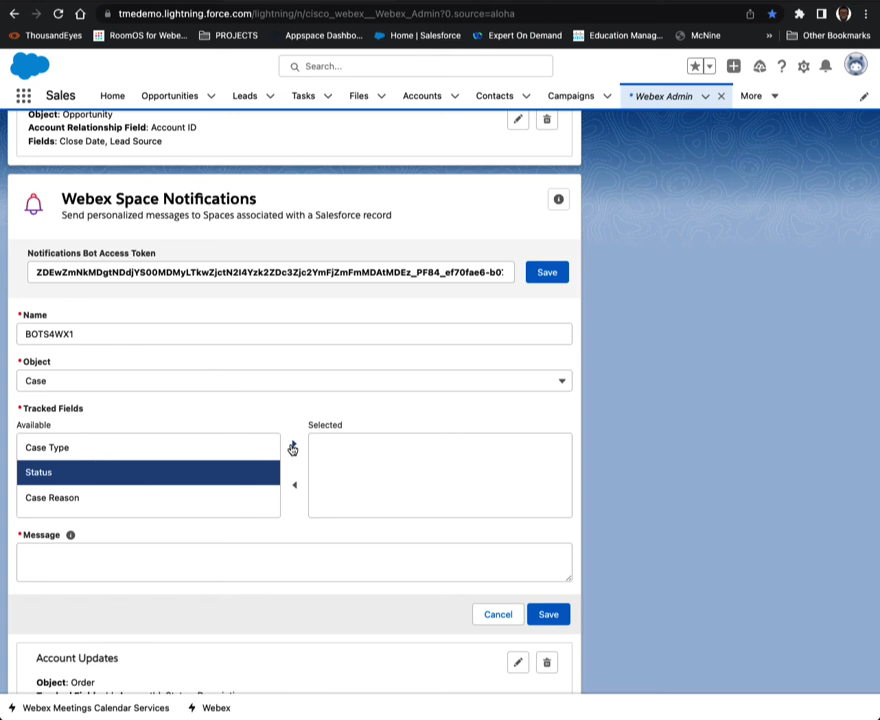 tmedemo.lightning.force.com/lightning/n/cisco_webex__Webex_Admin?0.source=aloha
ThousandEyes RoomOS for Webe... PROJECTS Appspace Dashbo... Home | Salesforce Expert On Demand Education Manag... McNine » Other Bookmarks
Search...
Sales Home Opportunities Leads Tasks Files Accounts Contacts Campaigns * Webex Admin More
Object: Opportunity
Account Relationship Field: Account ID
Fields: Close Date, Lead Source
Webex Space Notifications
Send personalized messages to Spaces associated with a Salesforce record
Notifications Bot Access Token
Save
*Name
BOTS4WX1
*Object
Case
*Tracked Fields
Available Selected
Case Type
Status
Case Reason
*Message
Cancel Save
Account Updates
Object: Order
Webex Meetings Calendar Services Webex